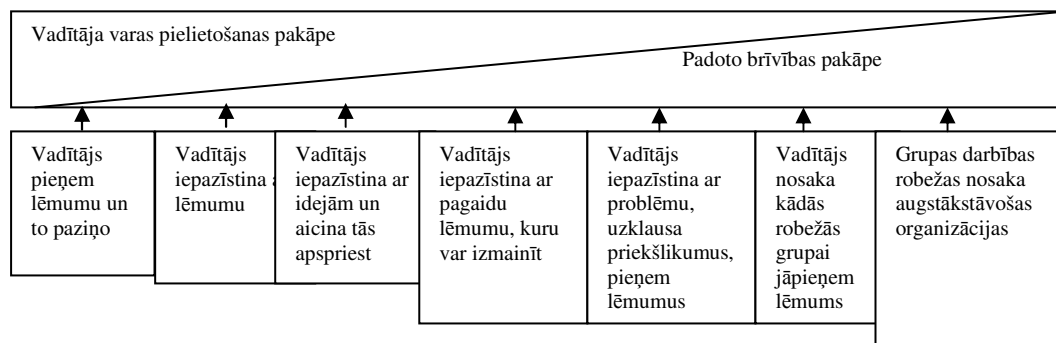 Vadītāja varas pielietošanas pakāpe
Padoto brīvības pakāpe
Vadītājs
pieņem
lēmumu un
to paziņo
Vadītājs
iepazīstina
lēmumu
Vadītājs
iepazīstina ar
idejām un
aicina tās
apspriest
Vadītājs
iepazīstina ar
pagaidu
lēmumu, kuru
var izmainīt
Vadītājs
iepazīstina ar
problēmu,
uzklausa
priekšlikumus,
pieņem
lēmumus
Vadītājs
nosaka
kādās
robežās
grupai
jāpieņem
lēmums
Grupas darbības
robežas nosaka
augstākstāvošas
organizācijas